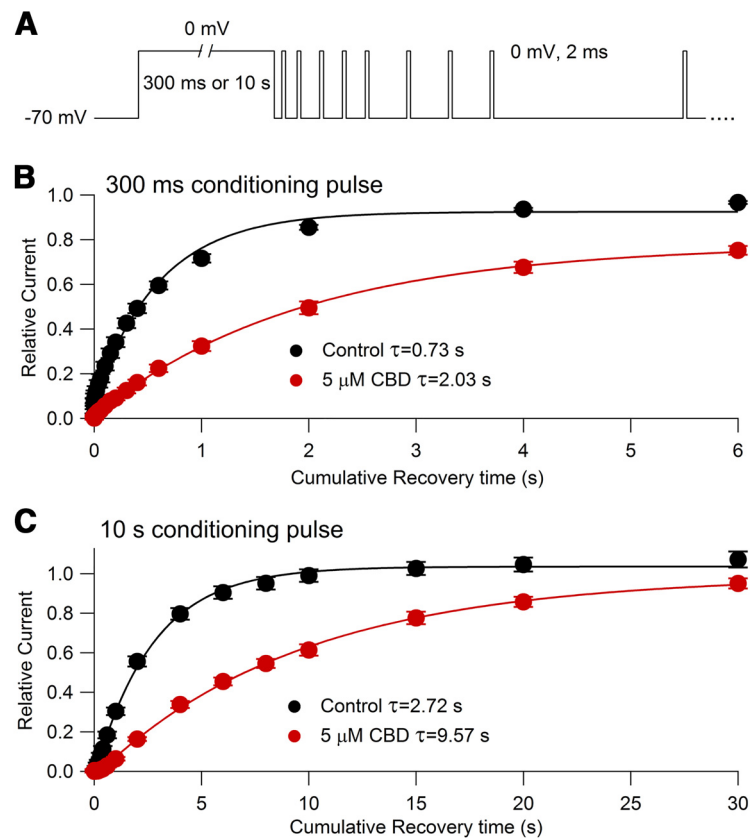 A
0 mV
300 ms or 10 s
0 mV, 2 ms
-70 mV
....
B
300 ms conditioning pulse
Relative Current
1.0
0.8
0.6
0.4
0.2
0.0
Control τ=0.73 s
5 μM CBD τ=2.03 s
0 1 2 3 4 5 6
Cumulative Recovery time (s)
C
10 s conditioning pulse
Relative Current
1.0
0.8
0.6
0.4
0.2
0.0
Control τ=2.72 s
5 μM CBD τ=9.57 s
0 5 10 15 20 25 30
Cumulative Recovery time (s)